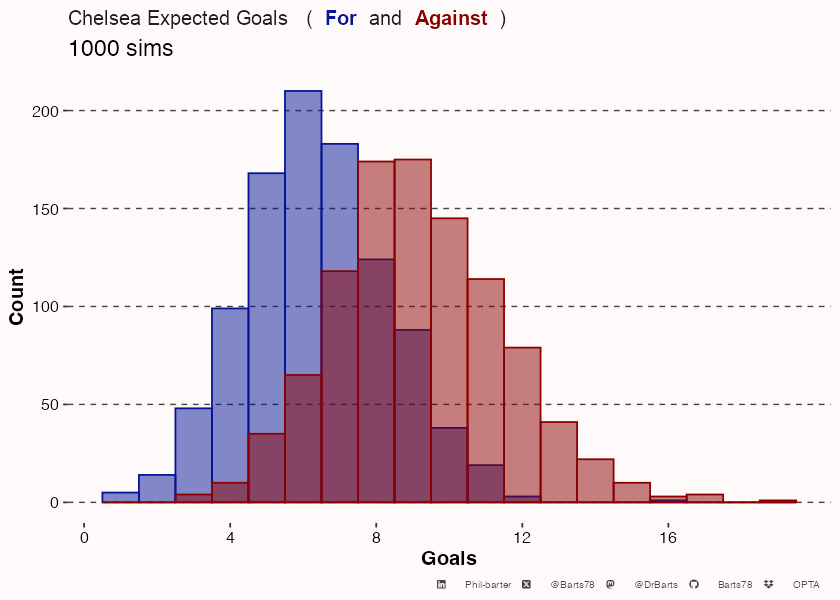 Chelsea Expected Goals ( For and Against )
1000 sims
200
150
100
50
0
Count
0 4 8 12 16
Goals
Phil-barter @Barts78 @DrBarts Barts78 OPTA